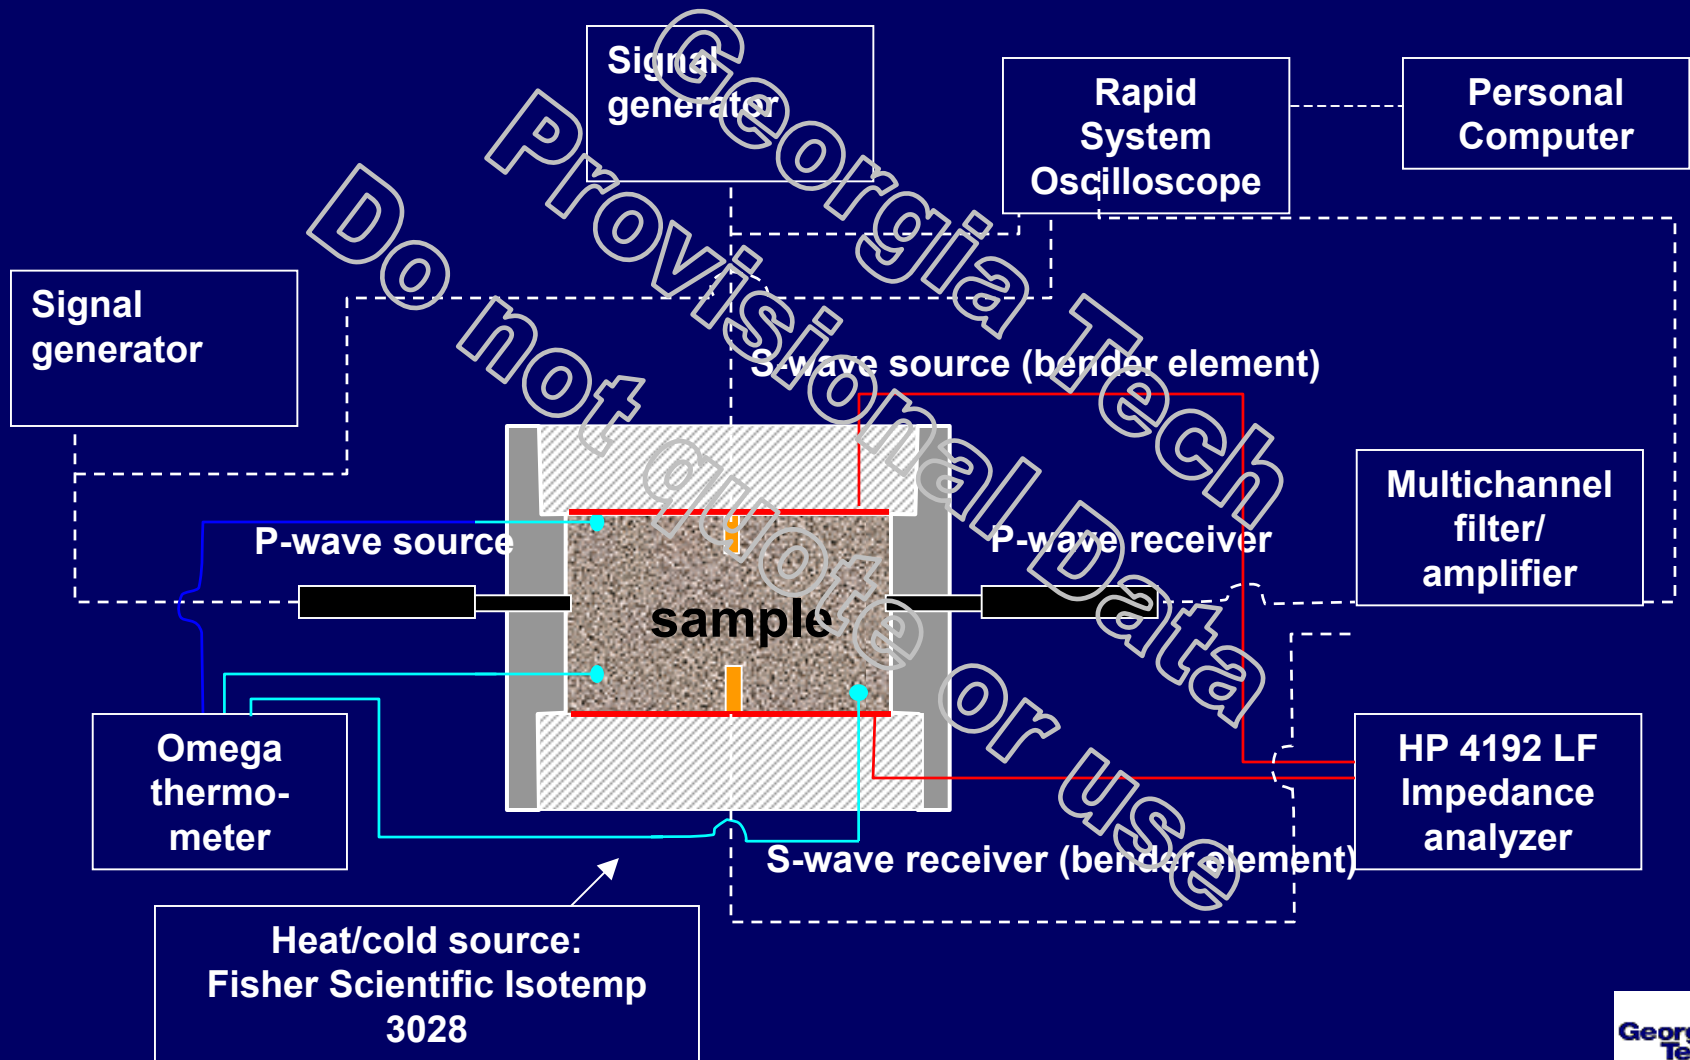 Signal
generator
Rapid
System
Oscilloscope
Personal
Computer
Georgia Tech
Provisional Data
Do not quote or use
Signal
generator
S-wave source (bender element)
P-wave source
P-wave receiver
Multichannel
filter/
amplifier
sample
Omega
thermo-
meter
HP 4192 LF
Impedance
analyzer
S-wave receiver (bender element)
Heat/cold source:
Fisher Scientific Isotemp
3028
Georg
Te